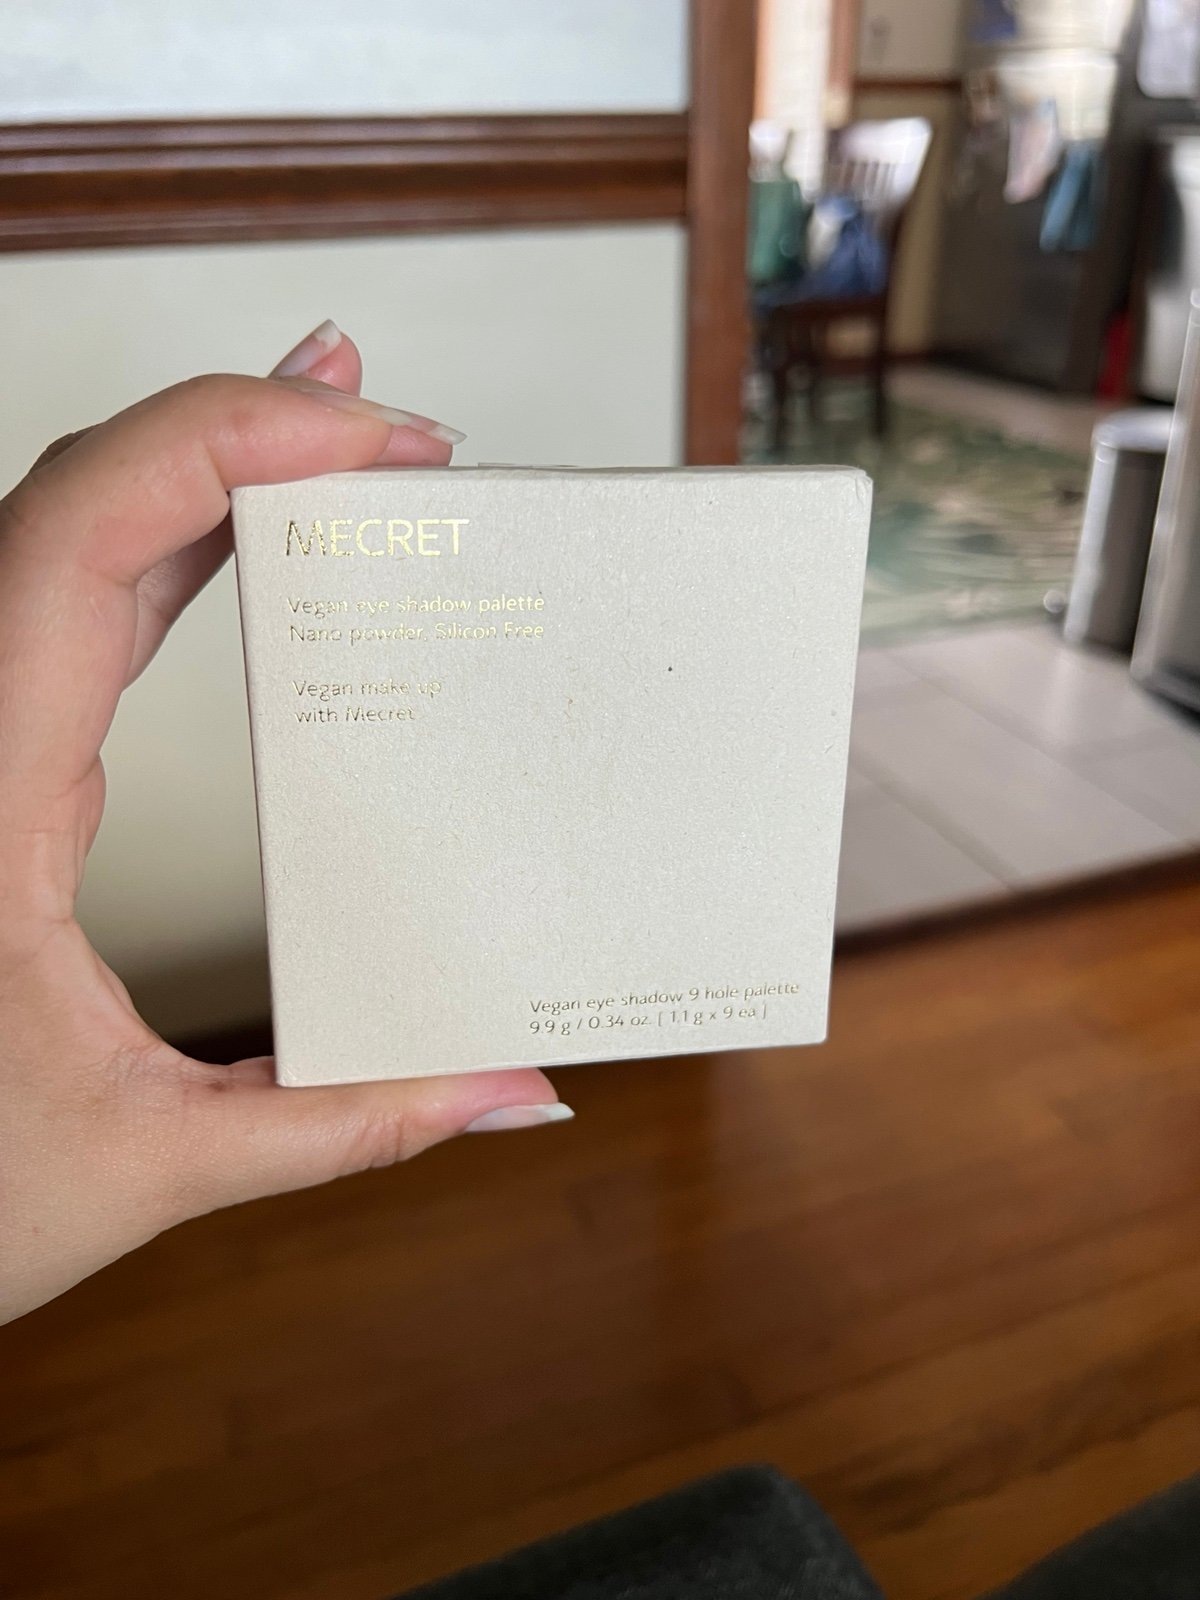 MECRET
Vegan eye shadow palette
Nano powder, Silicon Free
Vegan make up
with Mecret
Vegan eye shadow 9 hole palette
9.9 g / 0.34 oz. [ 1.1 g x 9 ea ]